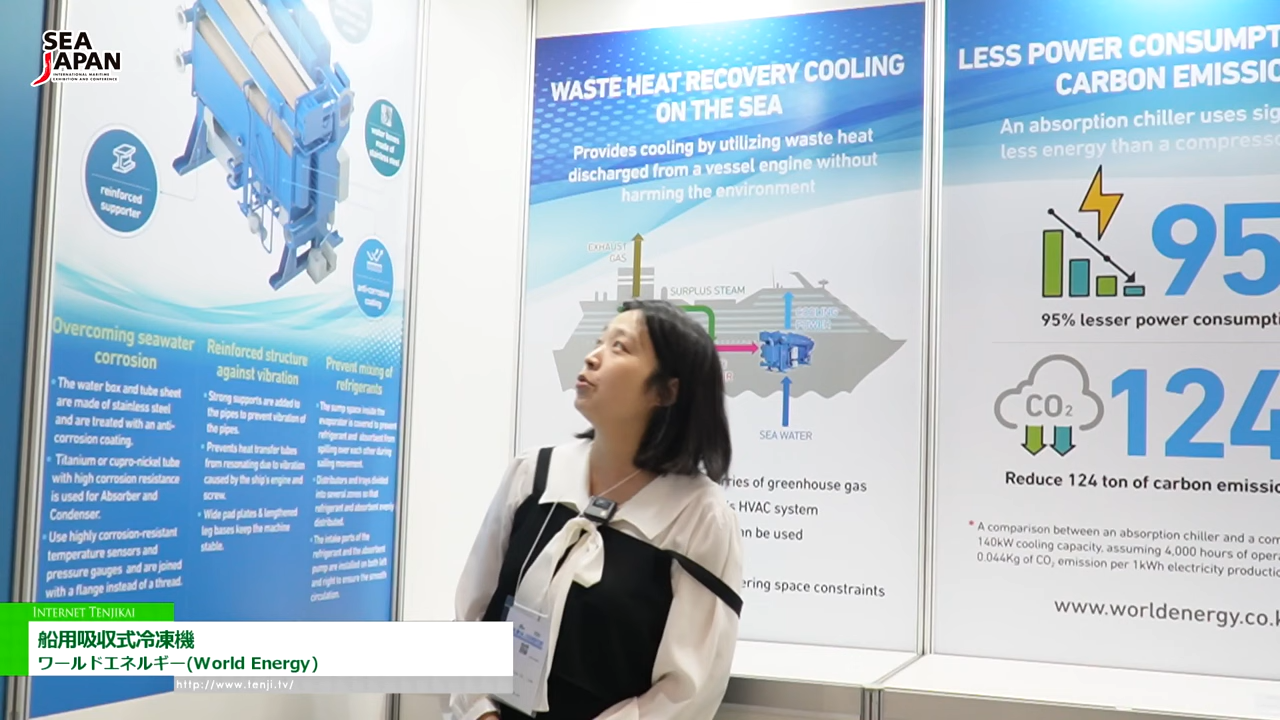 SEA
JAPAN
INTERNATIONAL MARITIME
EXHIBITION AND CONFERENCE
reinforced
supporter
water boxes
made of
stainless steel
anti-corrosive
coating
Overcoming seawater
corrosion
• The water box and tube sheet
are made of stainless steel
and are treated with an anti-
corrosion coating.
• Titanium or cupro-nickel tube
with high corrosion resistance
is used for Absorber and
Condenser.
• Use highly corrosion-resistant
temperature sensors and
pressure gauges and are joined
with a flange instead of a thread.
Reinforced structure
against vibration
• Strong supports are added to
the pipes to prevent vibration of
the pipes.
• Prevents heat transfer tubes
from resonating due to vibration
caused by the ship's engine and
screw.
• Wide pad plates & lengthened
leg bases keep the machine
stable.
Prevent mixing of
refrigerants
• The sump space inside the
evaporator is covered to prevent
refrigerant and absorbent from
spilling over each other during
sailing movement.
• Distributors and trays divided
into several zones so that
refrigerant and absorbent evenly
distributed.
• The intake ports of the
refrigerant and the absorbent
pump are installed on both left
and right to ensure the smooth
circulation.
WASTE HEAT RECOVERY COOLING
ON THE SEA
Provides cooling by utilizing waste heat
discharged from a vessel engine without
harming the environment
EXHAUST
GAS
SURPLUS STEAM
COOLING
POWER
SEA WATER
rries of greenhouse gas
s HVAC system
n be used
ering space constraints
LESS POWER CONSUMPT
CARBON EMISSIO
An absorption chiller uses sig
less energy than a compresso
95
95% lesser power consumpti
CO₂
124
Reduce 124 ton of carbon emissio
* A comparison between an absorption chiller and a com
140kW cooling capacity, assuming 4,000 hours of oper
0.044Kg of CO₂ emission per 1kWh electricity productio
www.worldenergy.co.k
INTERNET TENJIKAI
船用吸収式冷凍機
ワールドエネルギー(World Energy)
http://www.tenji.tv/